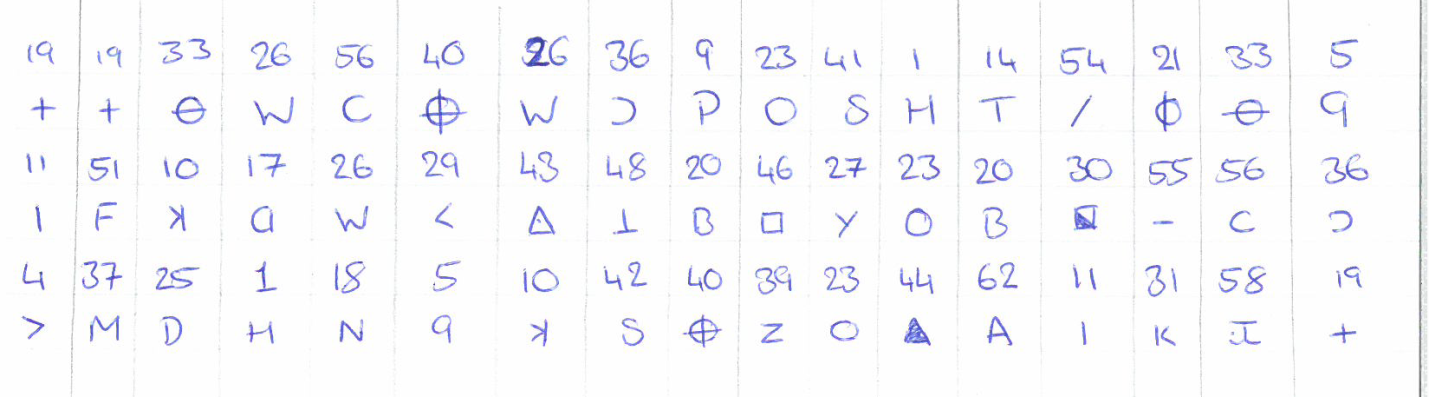 19 19 33 26 56 40 26 36 9 23 41 1 14 54 21 33 5
+ + ϴ W C ⌽ W Ɔ P O S H T / ⌽ ϴ q
11 51 10 17 26 29 43 48 20 46 27 23 20 30 55 56 36
I F ʞ ᗡ W < △ ⊥ B □ Y O B ◼ - C Ɔ
4 37 25 1 18 5 10 42 40 39 23 44 62 11 31 58 19
> M D H N q ʞ S ⌽ Z O ▲ A I K